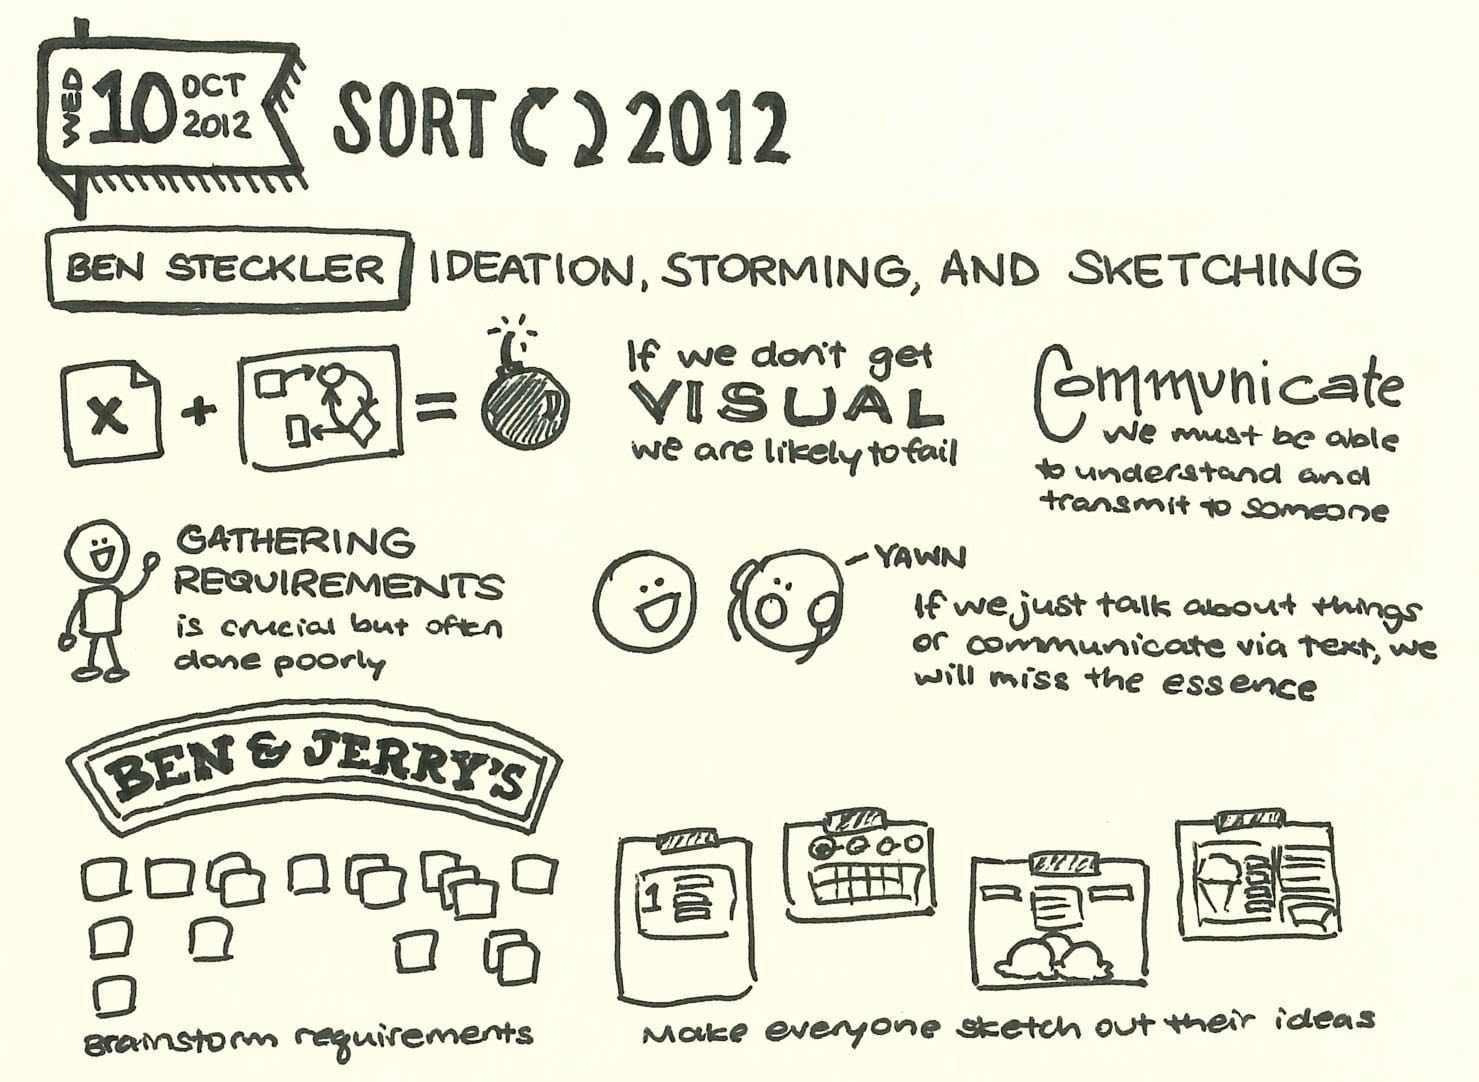 WED 10 OCT 2012
SORT 2012
BEN STECKLER IDEATION, STORMING, AND SKETCHING
X + = 
If we don't get
VISUAL
we are likely to fail
Communicate
we must be able
to understand and
transmit to someone
GATHERING
REQUIREMENTS
is crucial but often
done poorly
YAWN
If we just talk about things
or communicate via text, we
will miss the essence
BEN & JERRY'S
Brainstorm requirements
1
Make everyone sketch out their ideas